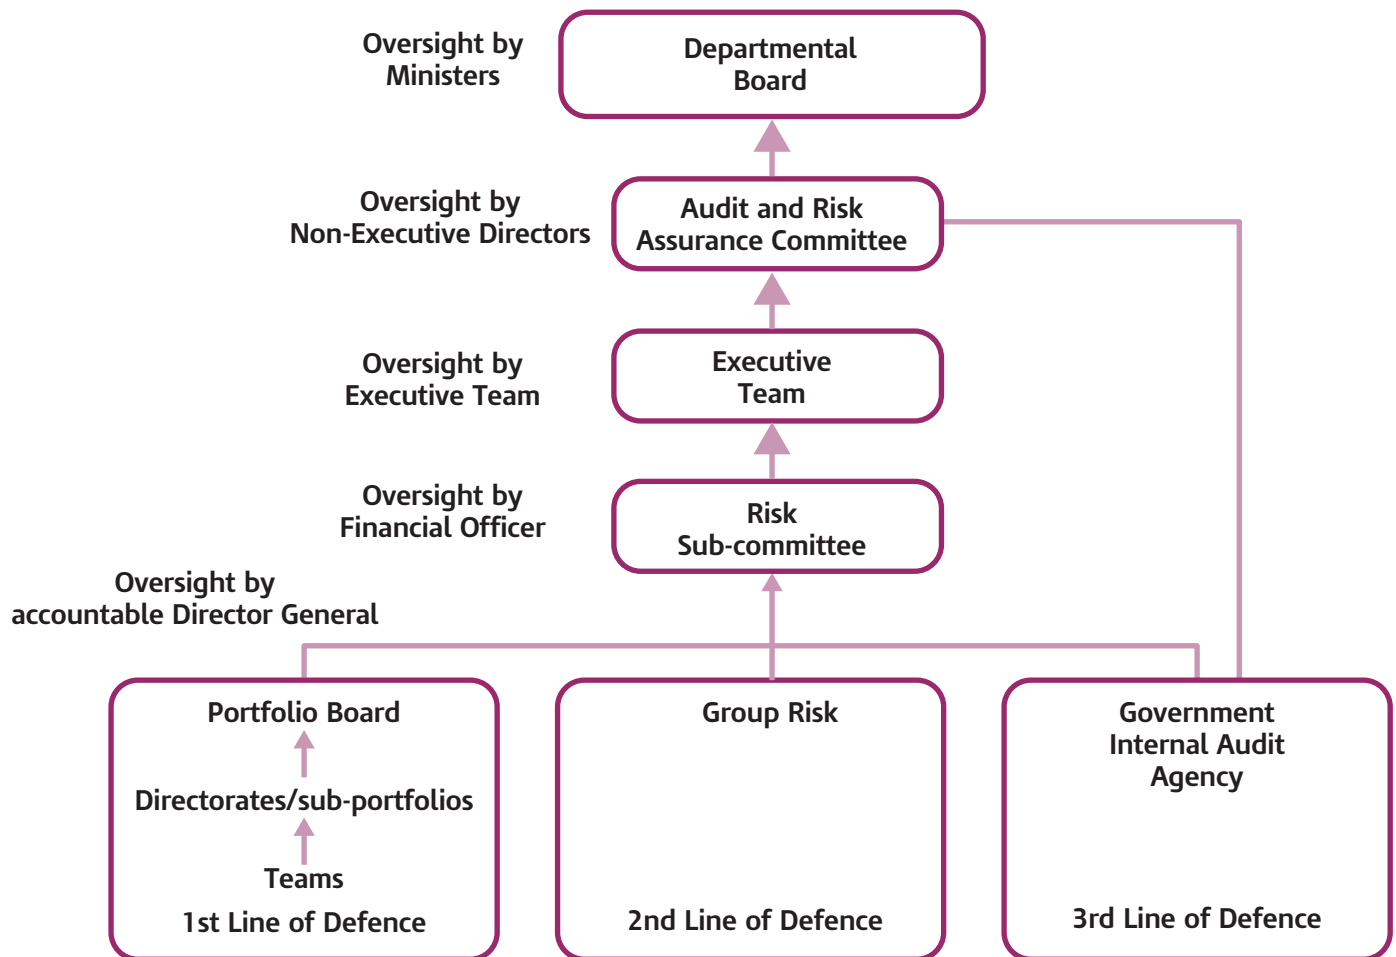 Oversight by
Ministers
Departmental
Board
Oversight by
Non-Executive Directors
Audit and Risk
Assurance Committee
Oversight by
Executive Team
Executive
Team
Oversight by
Financial Officer
Risk
Sub-committee
Oversight by
accountable Director General
Portfolio Board
Directorates/sub-portfolios
Teams
1st Line of Defence
Group Risk
2nd Line of Defence
Government
Internal Audit
Agency
3rd Line of Defence